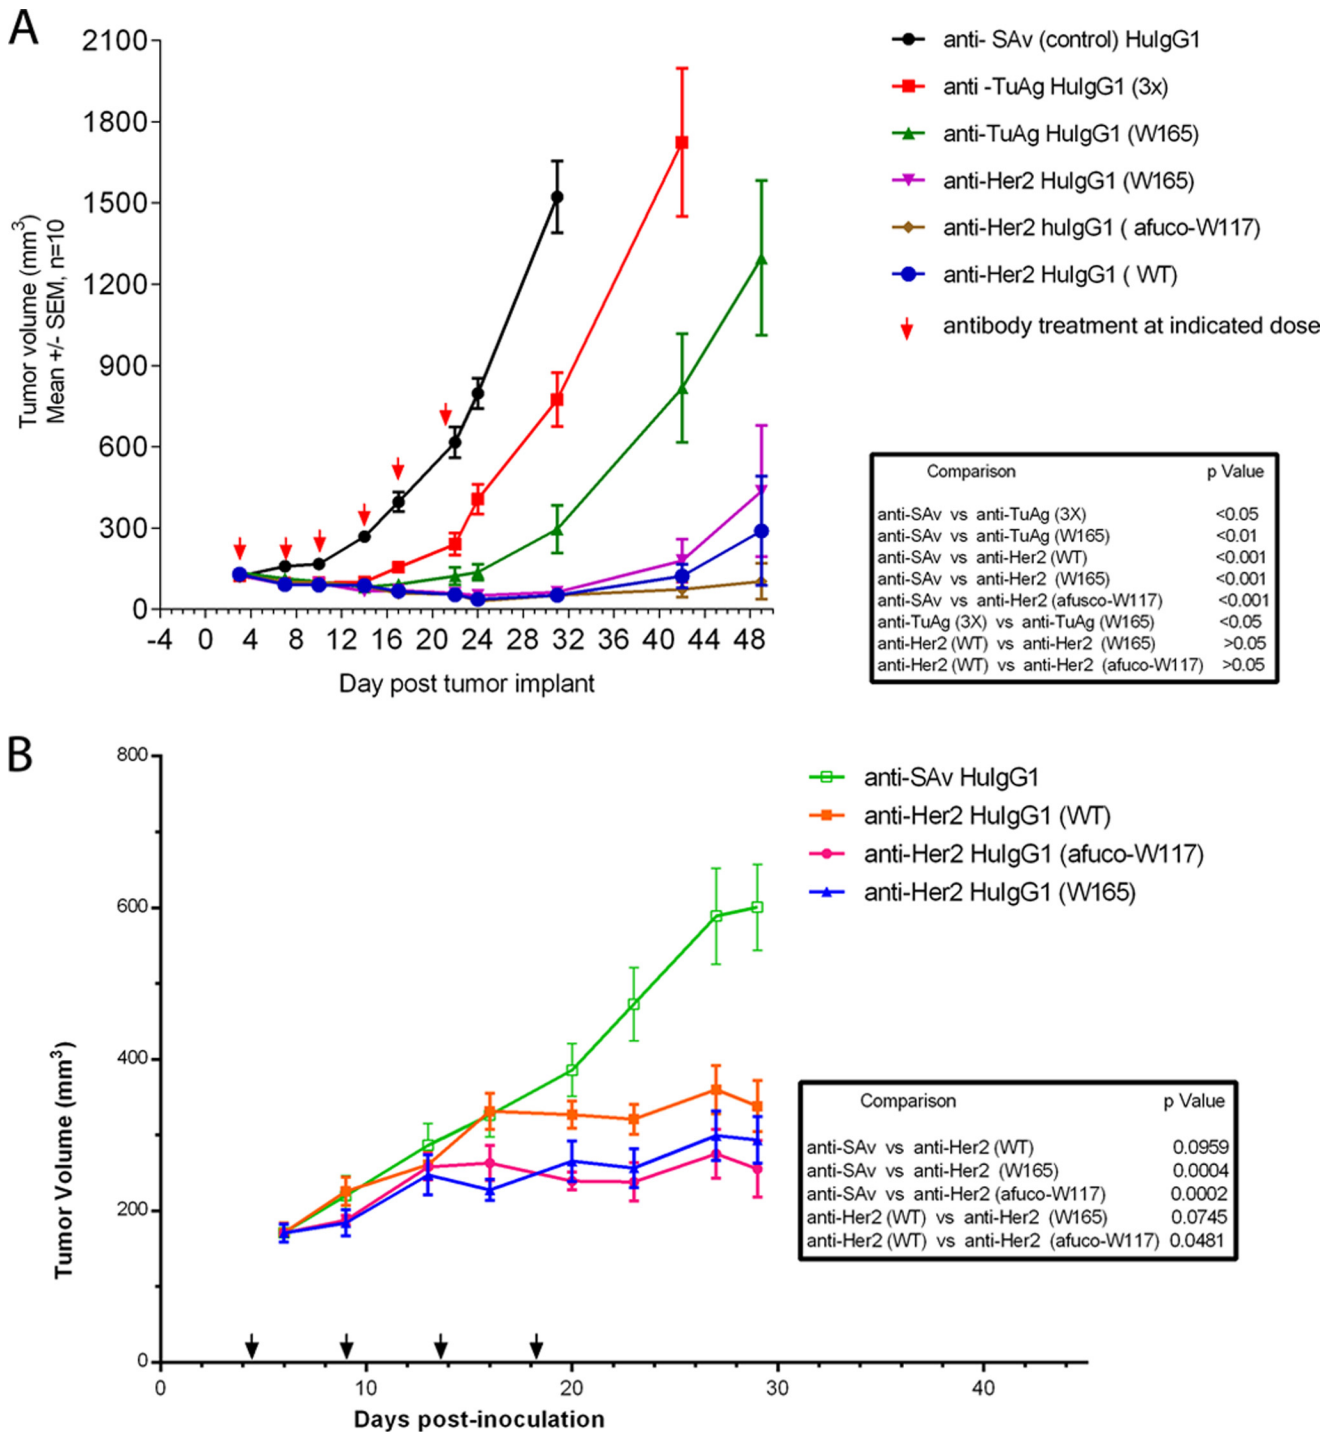 A
2100
1800
1500
1200
900
600
300
0
Tumor volume (mm³)
Mean +/- SEM, n=10
-4 0 4 8 12 16 20 24 28 32 36 40 44 48
Day post tumor implant
anti- SAv (control) HuIgG1
anti -TuAg HuIgG1 (3x)
anti-TuAg HuIgG1 (W165)
anti-Her2 HuIgG1 (W165)
anti-Her2 huIgG1 ( afuco-W117)
anti-Her2 HuIgG1 ( WT)
antibody treatment at indicated dose
Comparison p Value
anti-SAv vs anti-TuAg (3X) <0.05
anti-SAv vs anti-TuAg (W165) <0.01
anti-SAv vs anti-Her2 (WT) <0.001
anti-SAv vs anti-Her2 (W165) <0.001
anti-SAv vs anti-Her2 (afusco-W117) <0.001
anti-TuAg (3X) vs anti-TuAg (W165) <0.05
anti-Her2 (WT) vs anti-Her2 (W165) >0.05
anti-Her2 (WT) vs anti-Her2 (afuco-W117) >0.05
B
800
600
400
200
0
Tumor Volume (mm³)
0 10 20 30 40
Days post-inoculation
anti-SAv HuIgG1
anti-Her2 HuIgG1 (WT)
anti-Her2 HuIgG1 (afuco-W117)
anti-Her2 HuIgG1 (W165)
Comparison p Value
anti-SAv vs anti-Her2 (WT) 0.0959
anti-SAv vs anti-Her2 (W165) 0.0004
anti-SAv vs anti-Her2 (afuco-W117) 0.0002
anti-Her2 (WT) vs anti-Her2 (W165) 0.0745
anti-Her2 (WT) vs anti-Her2 (afuco-W117) 0.0481